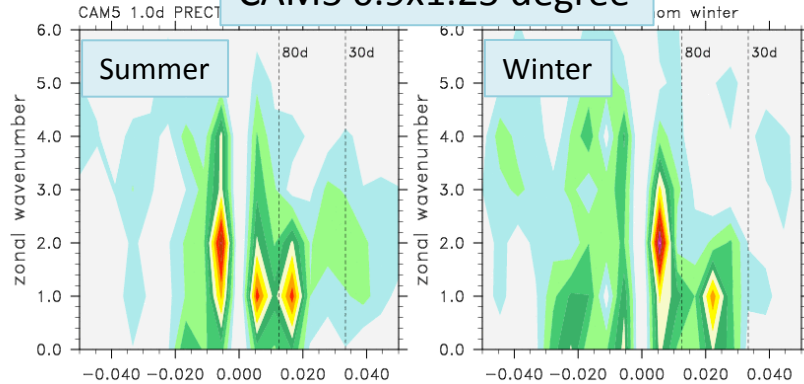 CAM5 0.9x1.25 degree
CAM5 1.0d PRECT
om winter
Summer
Winter
80d
30d
80d
30d
zonal wavenumber
zonal wavenumber
6.0
5.0
4.0
3.0
2.0
1.0
0.0
6.0
5.0
4.0
3.0
2.0
1.0
0.0
-0.040 -0.020 0.000 0.020 0.040
-0.040 -0.020 0.000 0.020 0.040